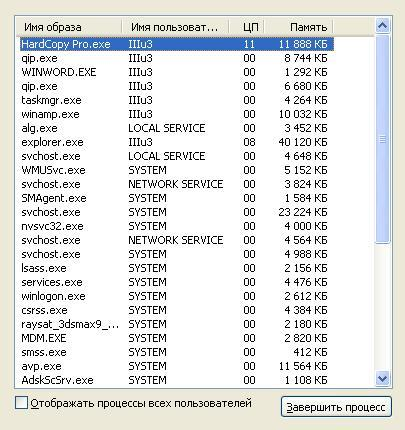 Имя образа Имя пользоват... ЦП Память
HardCopy Pro.exe IIIu3 11 11 888 КБ
qip.exe IIIu3 00 8 744 КБ
WINWORD.EXE IIIu3 00 1 292 КБ
qip.exe IIIu3 00 6 680 КБ
taskmgr.exe IIIu3 00 4 264 КБ
winamp.exe IIIu3 00 10 032 КБ
alg.exe LOCAL SERVICE 00 3 452 КБ
explorer.exe IIIu3 08 40 120 КБ
svchost.exe LOCAL SERVICE 00 4 648 КБ
WMUSvc.exe SYSTEM 00 5 152 КБ
svchost.exe NETWORK SERVICE 00 3 824 КБ
SMAgent.exe SYSTEM 00 1 584 КБ
svchost.exe SYSTEM 00 23 224 КБ
nvsvc32.exe SYSTEM 00 4 000 КБ
svchost.exe NETWORK SERVICE 00 4 564 КБ
svchost.exe SYSTEM 00 4 988 КБ
lsass.exe SYSTEM 00 2 156 КБ
services.exe SYSTEM 00 4 476 КБ
winlogon.exe SYSTEM 00 2 612 КБ
csrss.exe SYSTEM 00 4 384 КБ
raysat_3dsmax9_... SYSTEM 00 2 180 КБ
MDM.EXE SYSTEM 00 2 820 КБ
smss.exe SYSTEM 00 412 КБ
avp.exe SYSTEM 00 11 564 КБ
AdskScSrv.exe SYSTEM 00 1 108 КБ
Отображать процессы всех пользователей
Завершить процесс